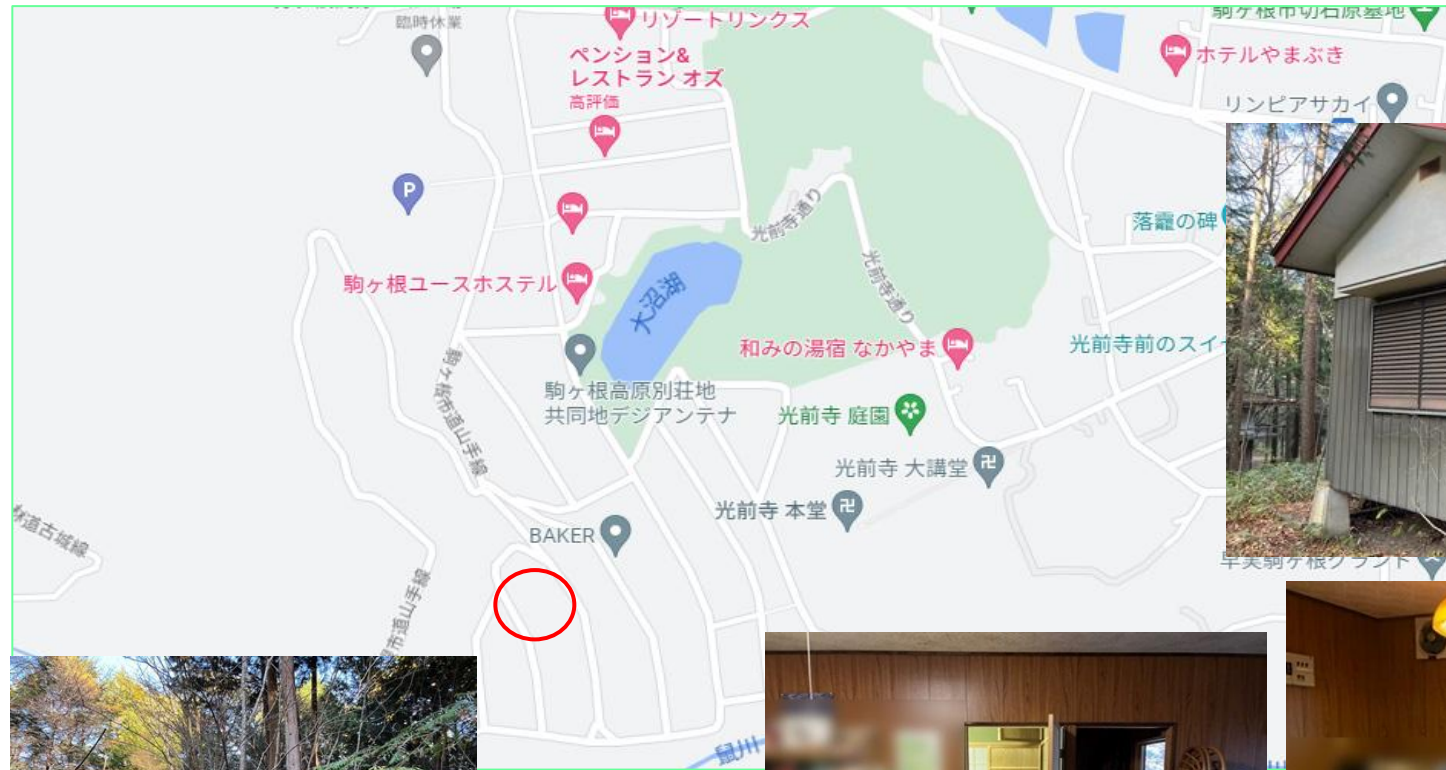 臨時休業
リゾートリンクス
駒ヶ根市切石原墓地
ペンション&
レストラン オズ
高評価
ホテルやまぶき
リンピアサカイ
P
光前寺通り
落靇の碑
光前寺通り
駒ヶ根ユースホステル
大沼湖
和みの湯宿 なかやま
光前寺前のスイ
駒ヶ根高原別荘地
共同地デジアンテナ
光前寺 庭園
駒ヶ根市道山手線
光前寺 大講堂
光前寺 本堂
林道古城線
BAKER
早実駒ヶ根グランド
市道山手線
鼠川